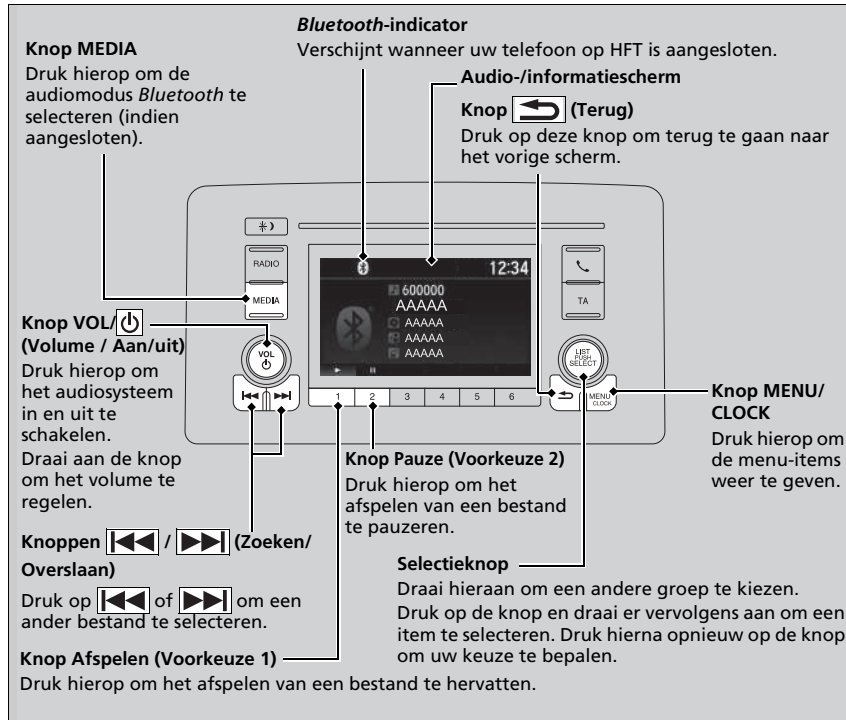 Bluetooth-indicator
Verschijnt wanneer uw telefoon op HFT is aangesloten.
Knop MEDIA
Druk hierop om de
audiomodus Bluetooth te
selecteren (indien
aangesloten).
Audio-/informatiescherm
Knop (Terug)
Druk op deze knop om terug te gaan naar
het vorige scherm.
RADIO
MEDIA
VOL
12:34
600000
AAAAA
AAAAA
AAAAA
AAAAA
TA
LIST
PUSH
SELECT
MENU
CLOCK
1 2 3 4 5 6
Knop VOL/
(Volume / Aan/uit)
Druk hierop om
het audiosysteem
in en uit te
schakelen.
Draai aan de knop
om het volume te
regelen.
Knop MENU/
CLOCK
Druk hierop om
de menu-items
weer te geven.
Knop Pauze (Voorkeuze 2)
Druk hierop om het
afspelen van een bestand
te pauzeren.
Knoppen / (Zoeken/
Overslaan)
Druk op of om een
ander bestand te selecteren.
Selectieknop
Draai hieraan om een andere groep te kiezen.
Druk op de knop en draai er vervolgens aan om een
item te selecteren. Druk hierna opnieuw op de knop
om uw keuze te bepalen.
Knop Afspelen (Voorkeuze 1)
Druk hierop om het afspelen van een bestand te hervatten.